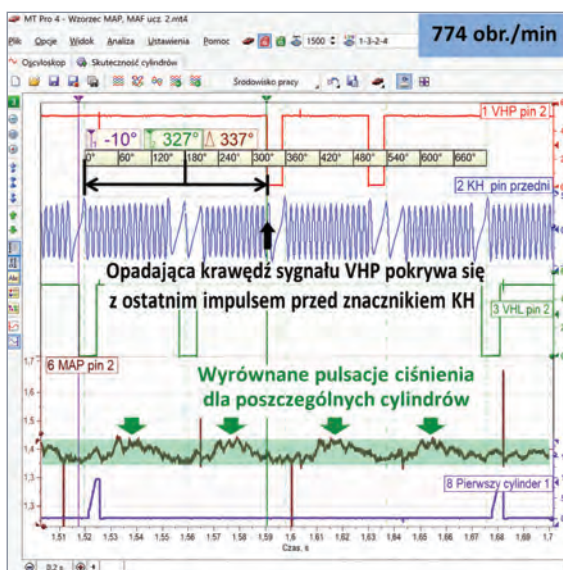 MT Pro 4 - Wzorzec MAP, MAF ucz. 2.mt4
774 obr./min
Plik Opcje Widok Analiza Ustawienia Pomoc 1500 1-3-2-4
Oscyloskop Skuteczność cylindrów
Środowisko pracy
1 VHP pin 2
-10° 327° Δ 337°
0° 60° 120° 180° 240° 300° 360° 420° 480° 540° 600° 660°
2 KH pin przedni
Opadająca krawędź sygnału VHP pokrywa się
z ostatnim impulsem przed znacznikiem KH
3 VHL pin 2
1,7
6 MAP pin 2
Wyrównane pulsacje ciśnienia
dla poszczególnych cylindrów
1,6
1,5
1,4
1,3
8 Pierwszy cylinder 1
1,51 1,52 1,53 1,54 1,55 1,56 1,57 1,58 1,59 1,6 1,61 1,62 1,63 1,64 1,65 1,66 1,67 1,68 1,69 1,7
Czas, s
0,2 s